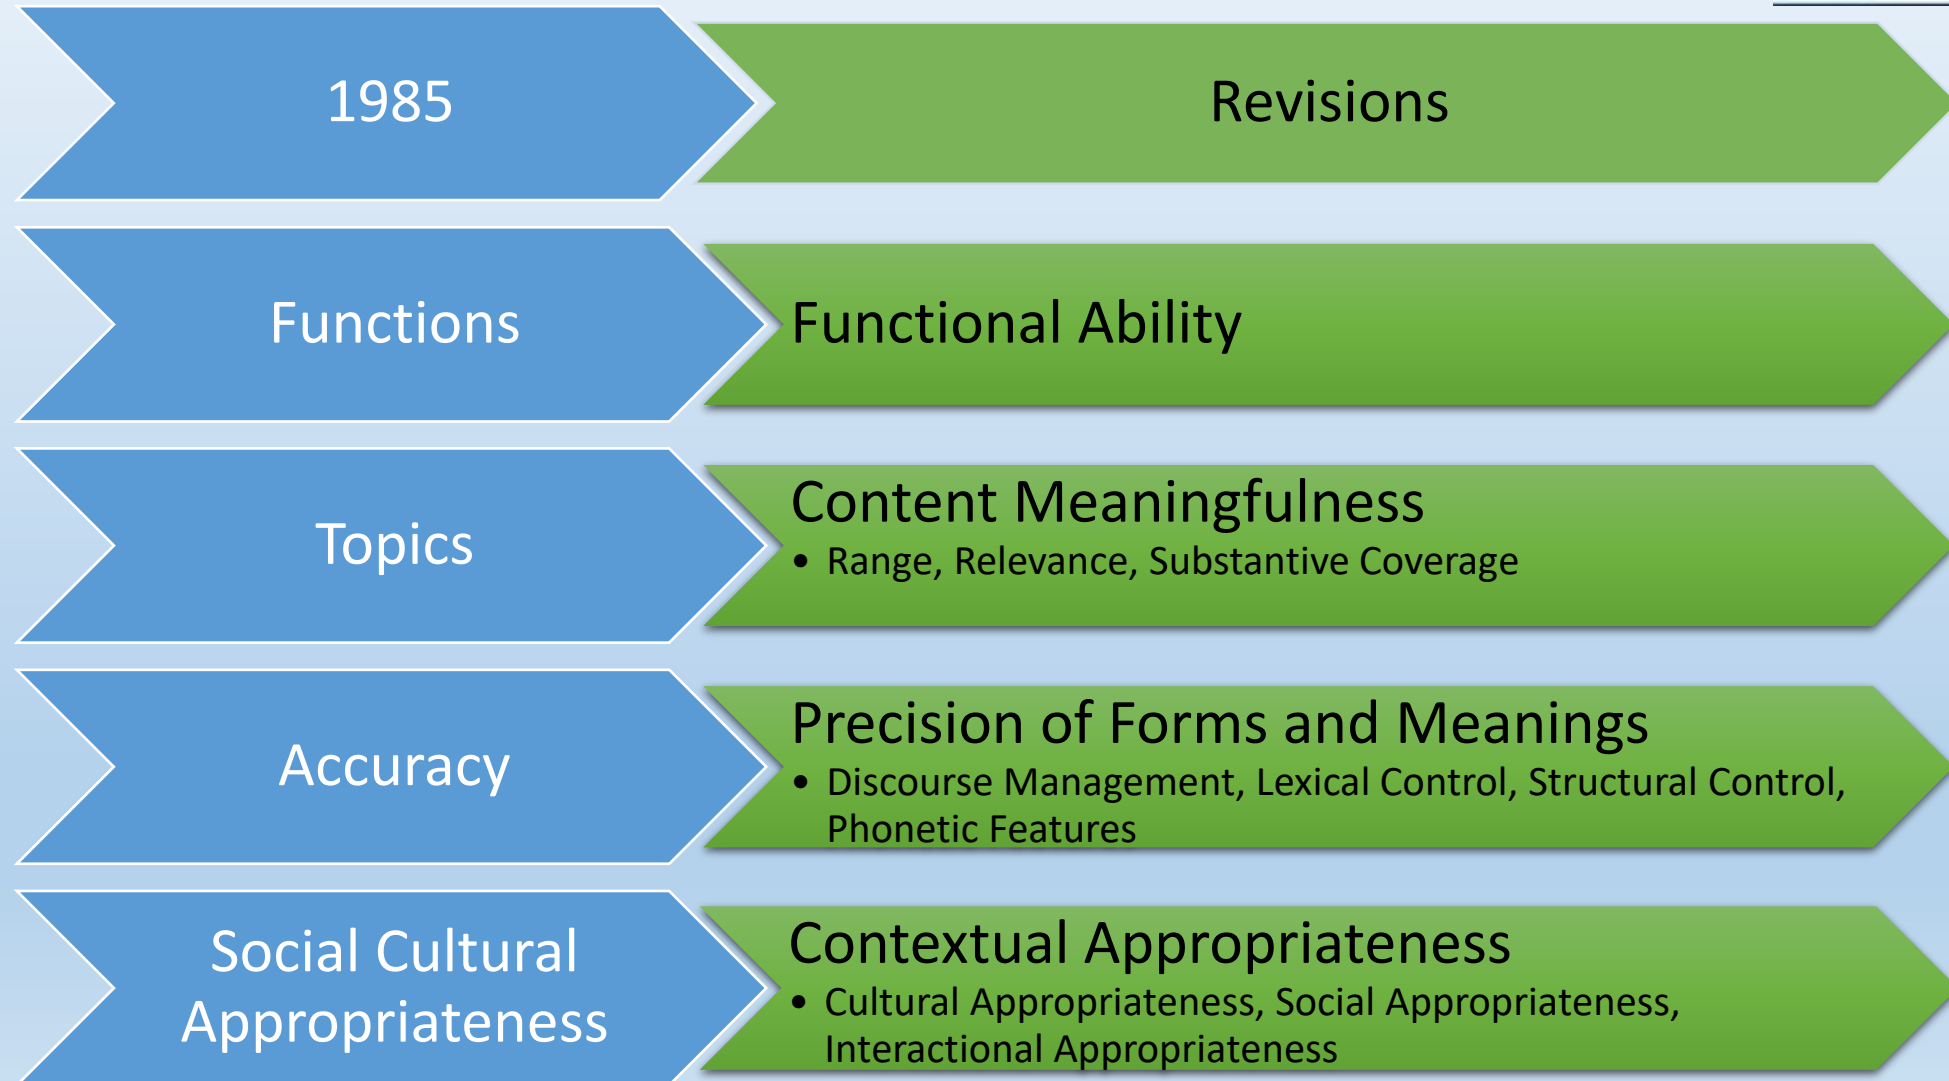 1985
Revisions
Functions
Functional Ability
Topics
Content Meaningfulness
• Range, Relevance, Substantive Coverage
Accuracy
Precision of Forms and Meanings
• Discourse Management, Lexical Control, Structural Control,
Phonetic Features
Social Cultural
Appropriateness
Contextual Appropriateness
• Cultural Appropriateness, Social Appropriateness,
Interactional Appropriateness